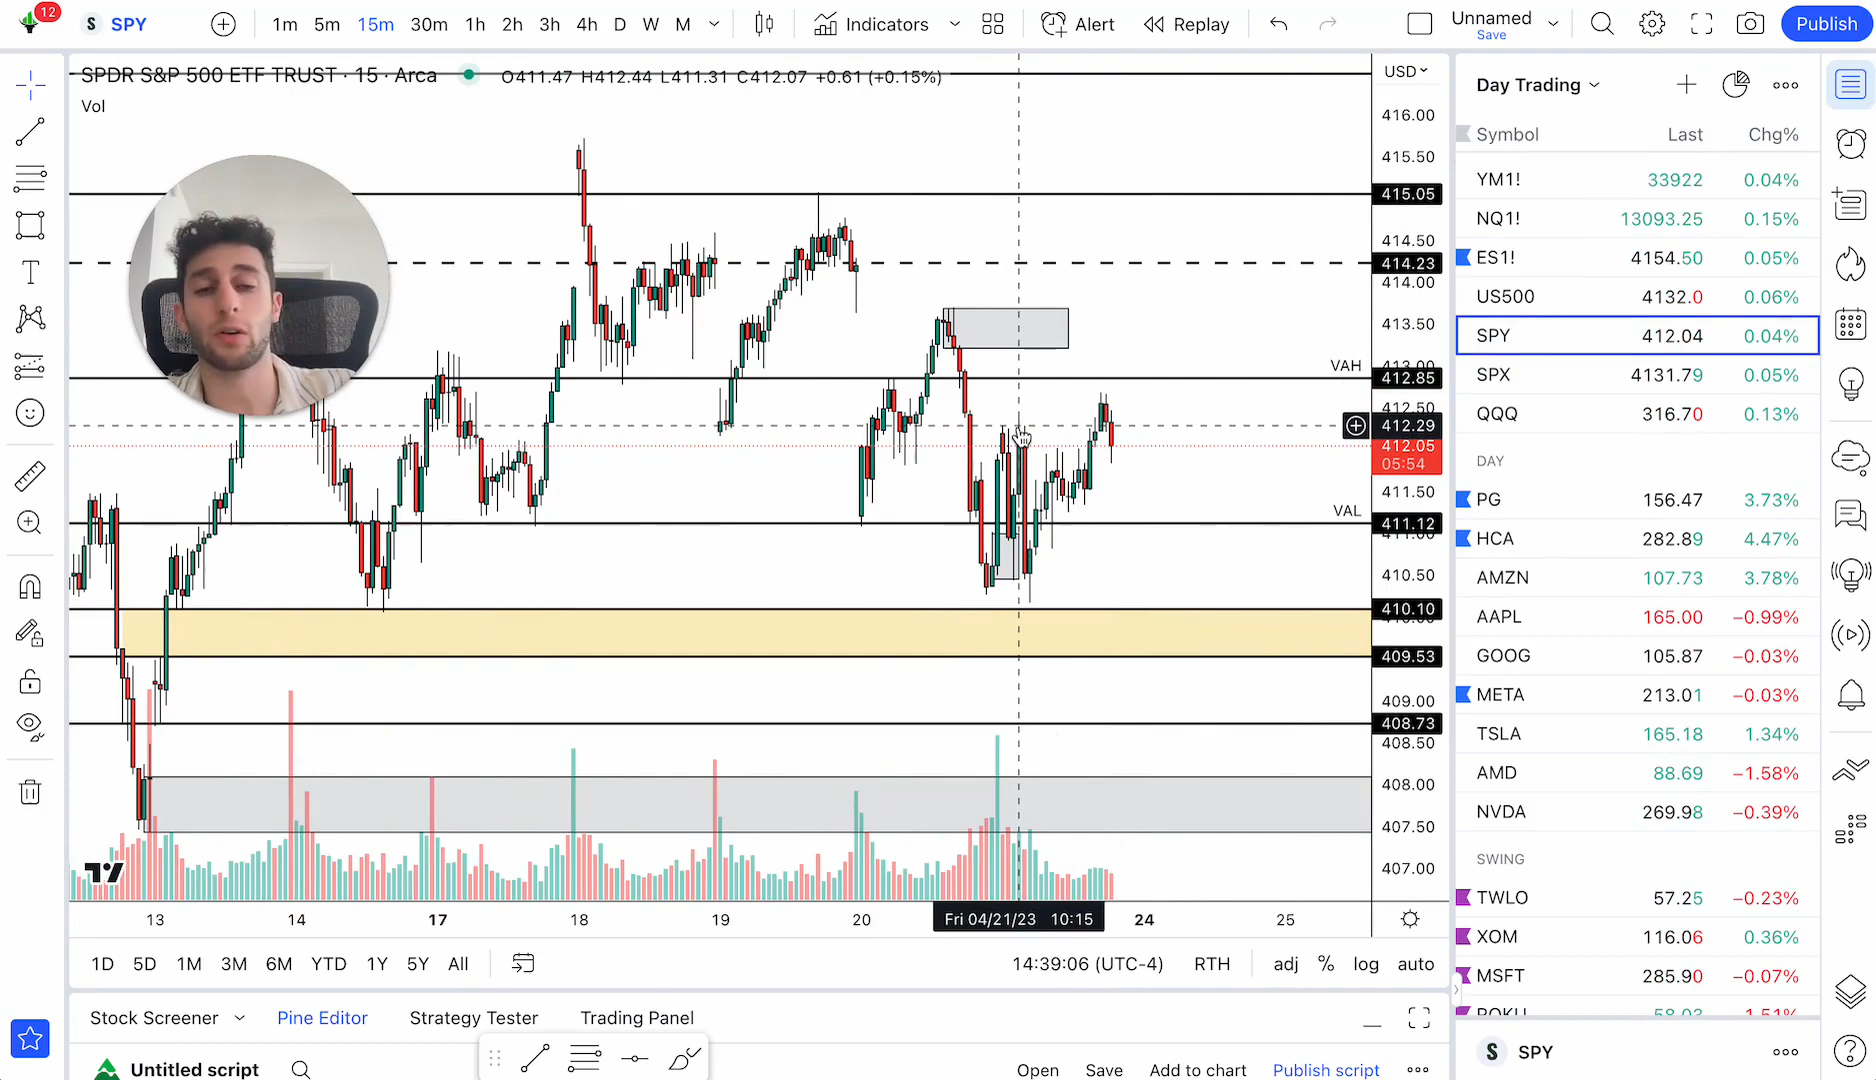 12
S SPY
1m 5m 15m 30m 1h 2h 3h 4h D W M
Indicators
Alert
Replay
Unnamed
Save
Publish
SPDR S&P 500 ETF TRUST · 15 · Arca
O411.47 H412.44 L411.31 C412.07 +0.61 (+0.15%)
Vol
USD
416.00
415.50
415.05
414.50
414.23
414.00
413.50
VAH
413.00
412.85
412.50
412.29
412.05
05:54
411.50
VAL
411.12
411.00
410.50
410.10
409.53
409.00
408.73
408.50
408.00
407.50
407.00
13 14 17 18 19 20 Fri 04/21/23 10:15 24 25
1D 5D 1M 3M 6M YTD 1Y 5Y All
14:39:06 (UTC-4) RTH adj % log auto
Stock Screener Pine Editor Strategy Tester Trading Panel
Untitled script
Open Save Add to chart Publish script
Day Trading
Symbol Last Chg%
YM1! 33922 0.04%
NQ1! 13093.25 0.15%
ES1! 4154.50 0.05%
US500 4132.0 0.06%
SPY 412.04 0.04%
SPX 4131.79 0.05%
QQQ 316.70 0.13%
DAY
PG 156.47 3.73%
HCA 282.89 4.47%
AMZN 107.73 3.78%
AAPL 165.00 −0.99%
GOOG 105.87 −0.03%
META 213.01 −0.03%
TSLA 165.18 1.34%
AMD 88.69 −1.58%
NVDA 269.98 −0.39%
SWING
TWLO 57.25 −0.23%
XOM 116.06 0.36%
MSFT 285.90 −0.07%
ROKU 58.03 −1.51%
S SPY